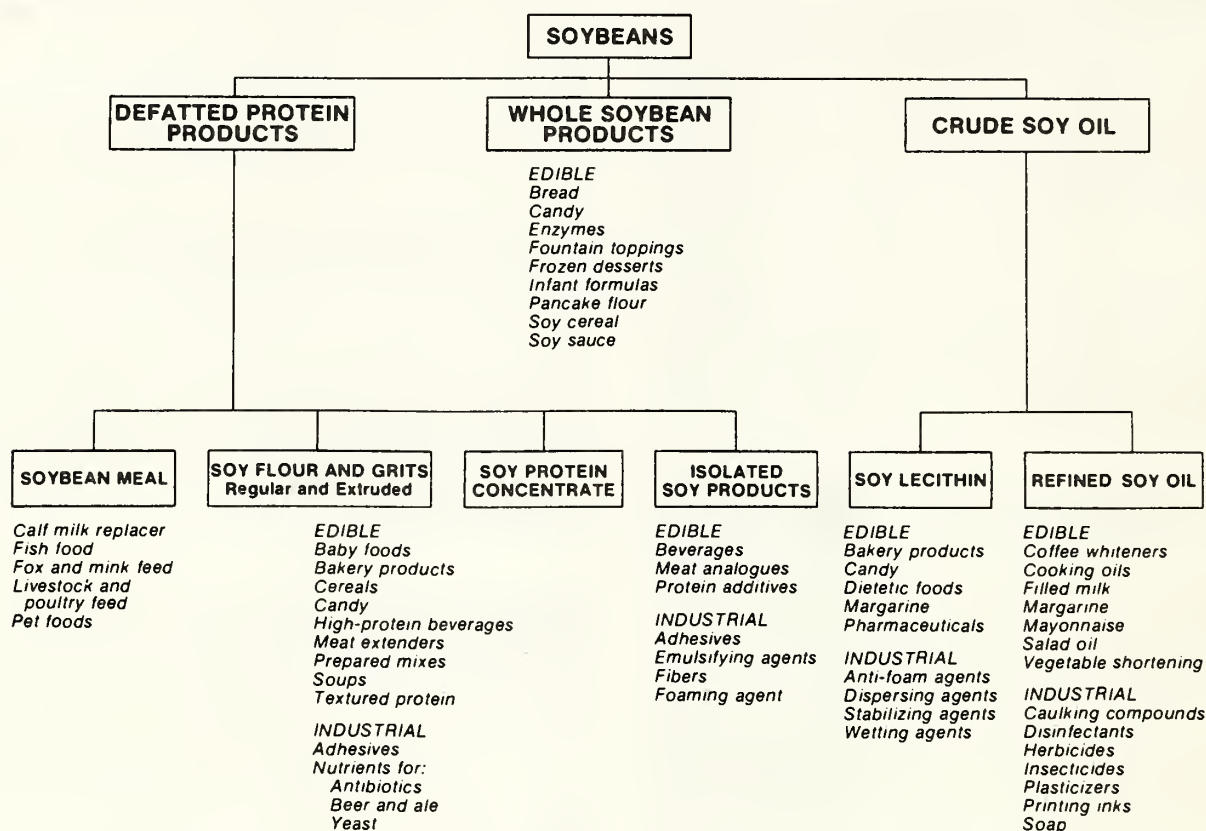 SOYBEANS
DEFATTED PROTEIN
PRODUCTS
WHOLE SOYBEAN
PRODUCTS
CRUDE SOY OIL
EDIBLE
Bread
Candy
Enzymes
Fountain toppings
Frozen desserts
Infant formulas
Pancake flour
Soy cereal
Soy sauce
SOYBEAN MEAL
Calf milk replacer
Fish food
Fox and mink feed
Livestock and
poultry feed
Pet foods
SOY FLOUR AND GRITS
Regular and Extruded
SOY PROTEIN
CONCENTRATE
EDIBLE
Baby foods
Bakery products
Cereals
Candy
High-protein beverages
Meat extenders
Prepared mixes
Soups
Textured protein
INDUSTRIAL
Adhesives
Nutrients for:
Antibiotics
Beer and ale
Yeast
ISOLATED
SOY PRODUCTS
EDIBLE
Beverages
Meat analogues
Protein additives
INDUSTRIAL
Adhesives
Emulsifying agents
Fibers
Foaming agent
SOY LECITHIN
EDIBLE
Bakery products
Candy
Dietetic foods
Margarine
Pharmaceuticals
INDUSTRIAL
Anti-foam agents
Dispersing agents
Stabilizing agents
Wetting agents
REFINED SOY OIL
EDIBLE
Coffee whiteners
Cooking oils
Filled milk
Margarine
Mayonnaise
Salad oil
Vegetable shortening
INDUSTRIAL
Caulking compounds
Disinfectants
Herbicides
Insecticides
Plasticizers
Printing inks
Soap